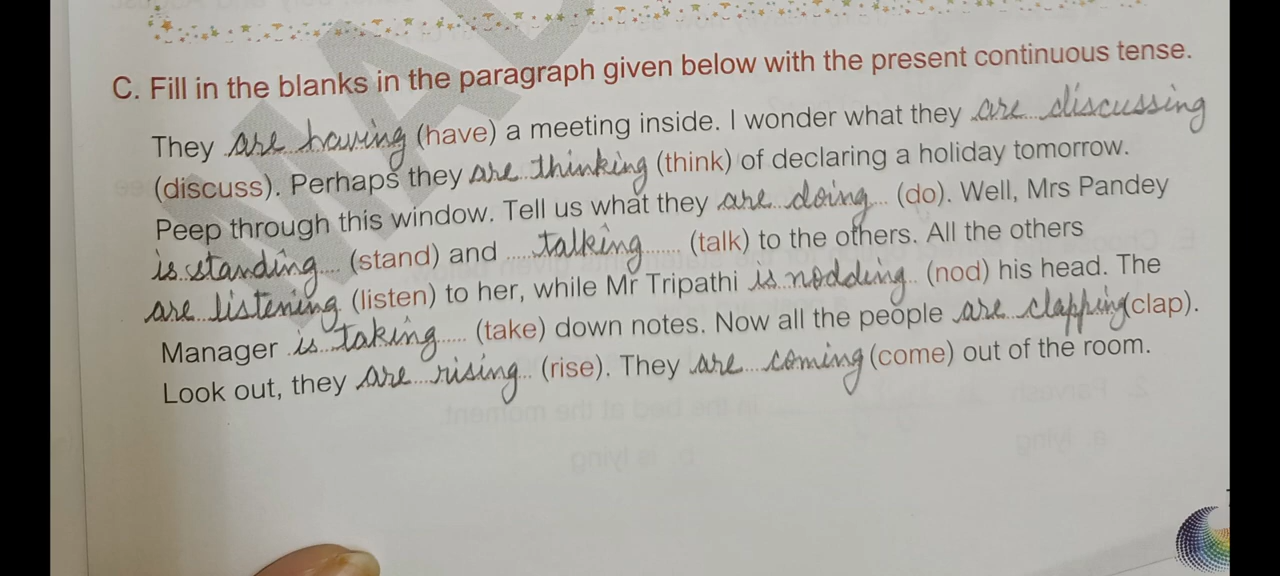 C. Fill in the blanks in the paragraph given below with the present continuous tense.
They are having (have) a meeting inside. I wonder what they are discussing
(discuss). Perhaps they are thinking (think) of declaring a holiday tomorrow.
Peep through this window. Tell us what they are doing (do). Well, Mrs Pandey
is standing (stand) and talking (talk) to the others. All the others
are listening (listen) to her, while Mr Tripathi is nodding (nod) his head. The
Manager is taking (take) down notes. Now all the people are clapping (clap).
Look out, they are rising (rise). They are coming (come) out of the room.